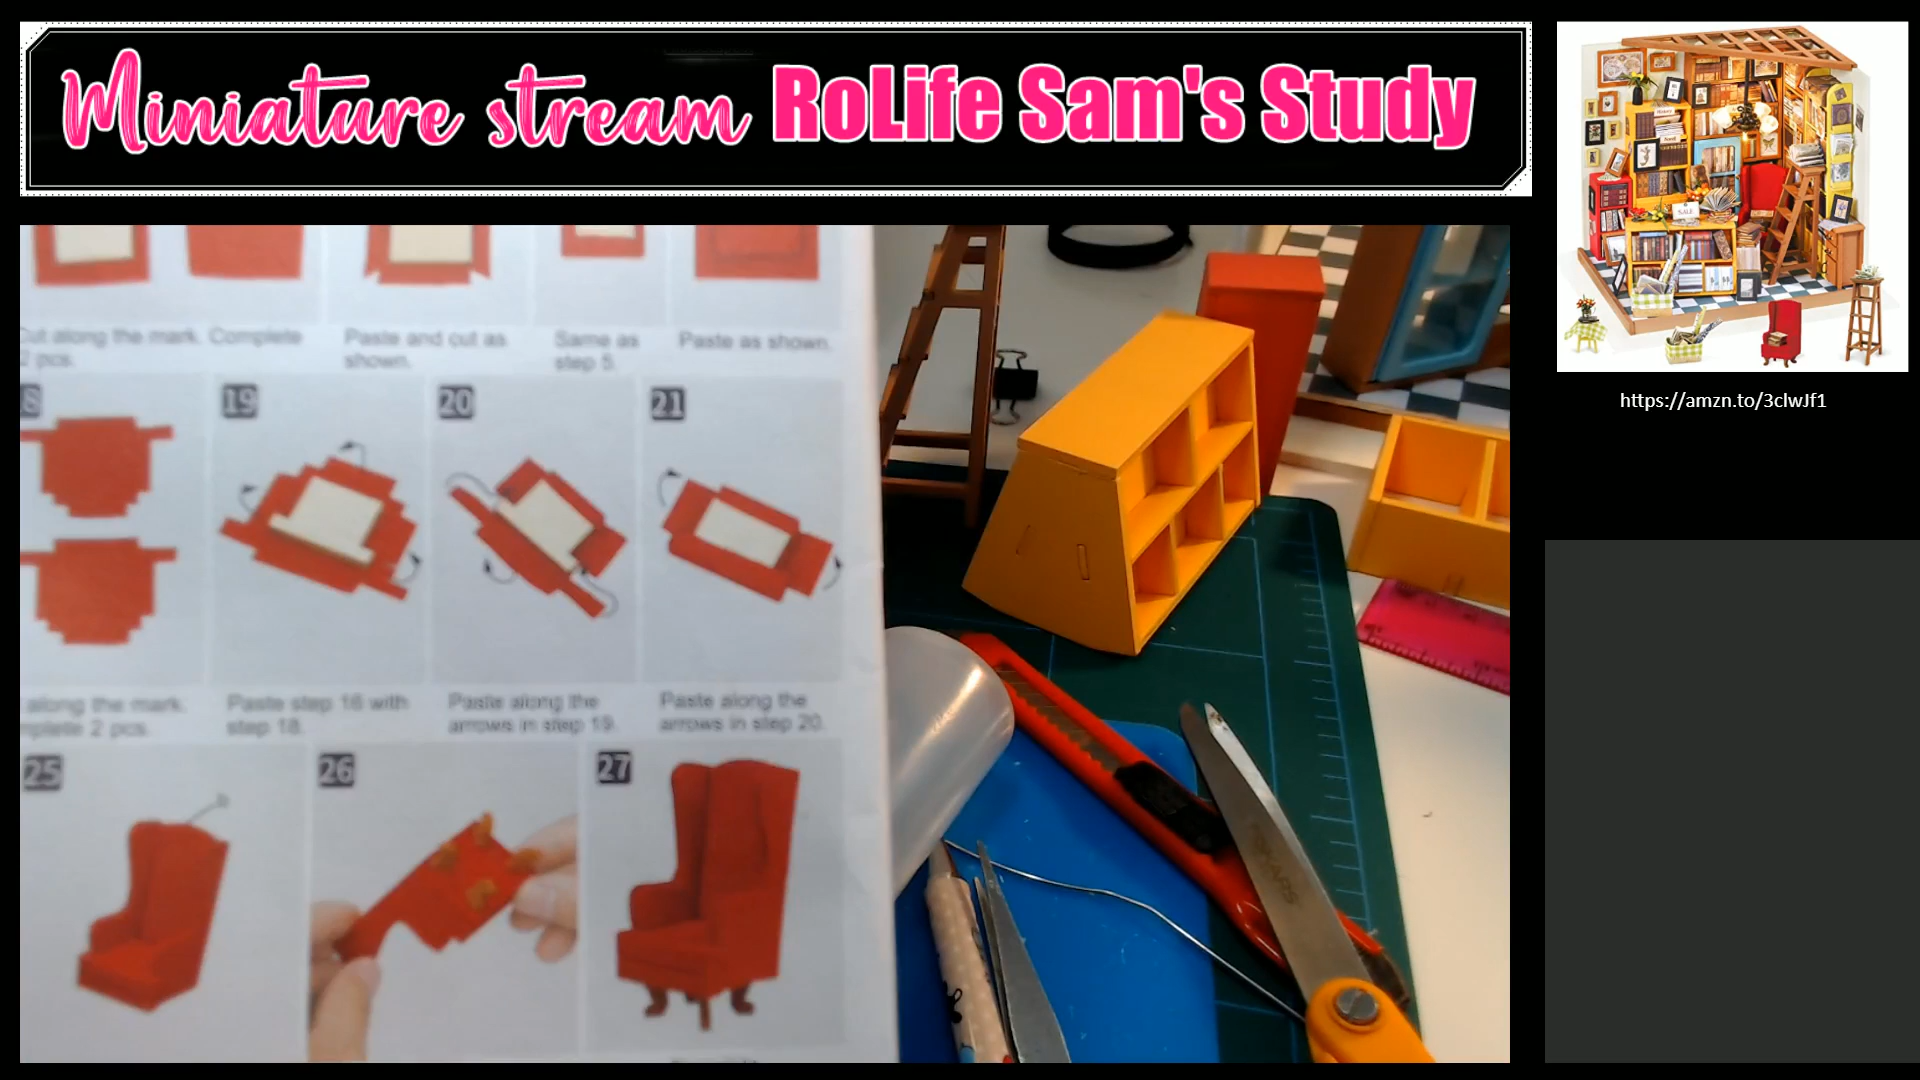 Miniature stream RoLife Sam's Study
https://amzn.to/3clwJf1
Cut along the mark. Complete
2 pcs.
Paste and cut as
shown.
Same as
step 5.
Paste as shown.
8
19
20
21
along the mark.
mplete 2 pcs.
Paste step 16 with
step 18.
Paste along the
arrows in step 19.
Paste along the
arrows in step 20.
25
26
27
SALE